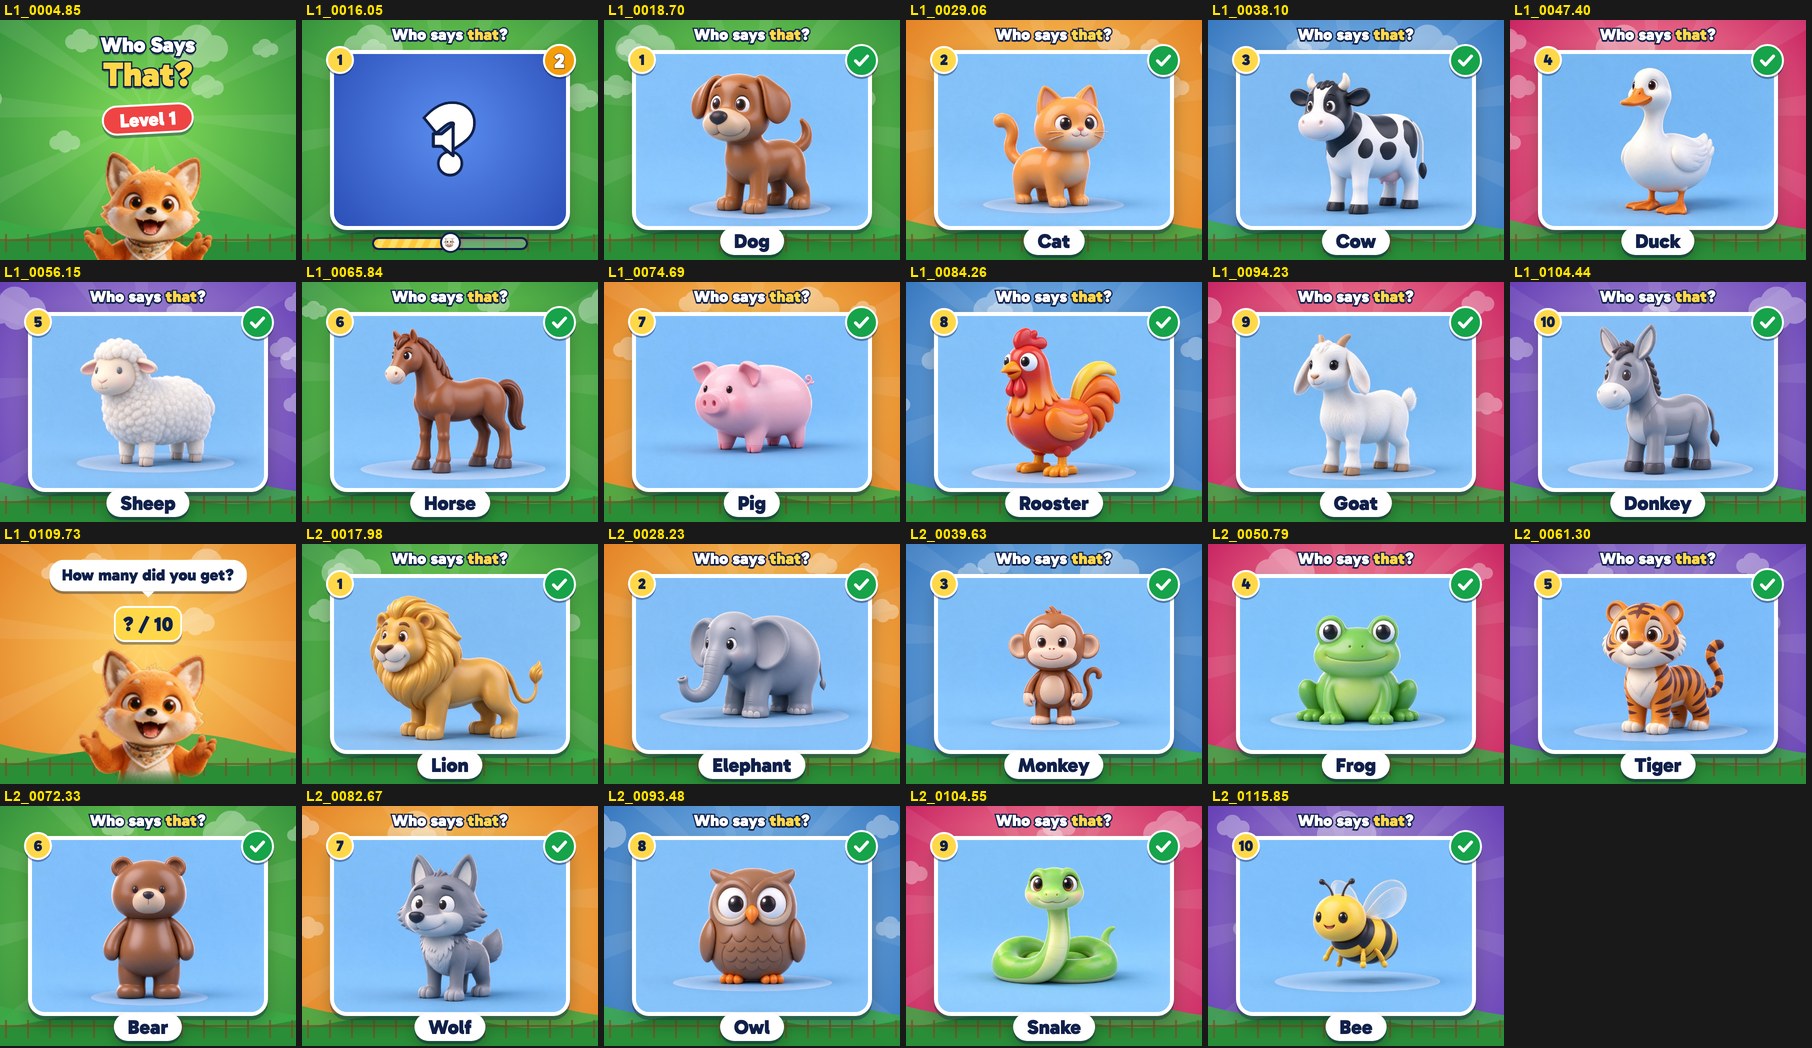 L1_0004.85
Who Says
That?
Level 1
L1_0016.05
Who says that?
1
2
?
L1_0018.70
Who says that?
1
Dog
L1_0029.06
Who says that?
2
Cat
L1_0038.10
Who says that?
3
Cow
L1_0047.40
Who says that?
4
Duck
L1_0056.15
Who says that?
5
Sheep
L1_0065.84
Who says that?
6
Horse
L1_0074.69
Who says that?
7
Pig
L1_0084.26
Who says that?
8
Rooster
L1_0094.23
Who says that?
9
Goat
L1_0104.44
Who says that?
10
Donkey
L1_0109.73
How many did you get?
? / 10
L2_0017.98
Who says that?
1
Lion
L2_0028.23
Who says that?
2
Elephant
L2_0039.63
Who says that?
3
Monkey
L2_0050.79
Who says that?
4
Frog
L2_0061.30
Who says that?
5
Tiger
L2_0072.33
Who says that?
6
Bear
L2_0082.67
Who says that?
7
Wolf
L2_0093.48
Who says that?
8
Owl
L2_0104.55
Who says that?
9
Snake
L2_0115.85
Who says that?
10
Bee